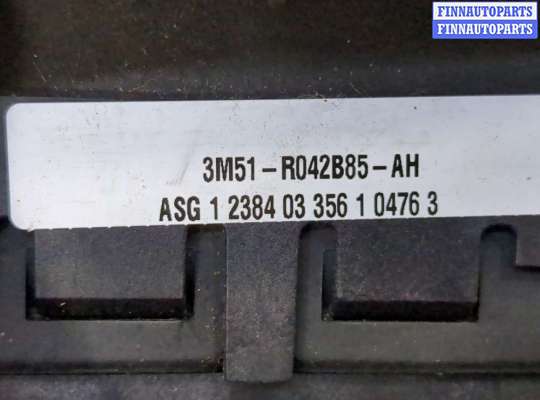 FINNAUTOPARTS
FINNAUTOPARTS
3M51-R042B85-AH
ASG 1 2384 03 356 1 0476 3